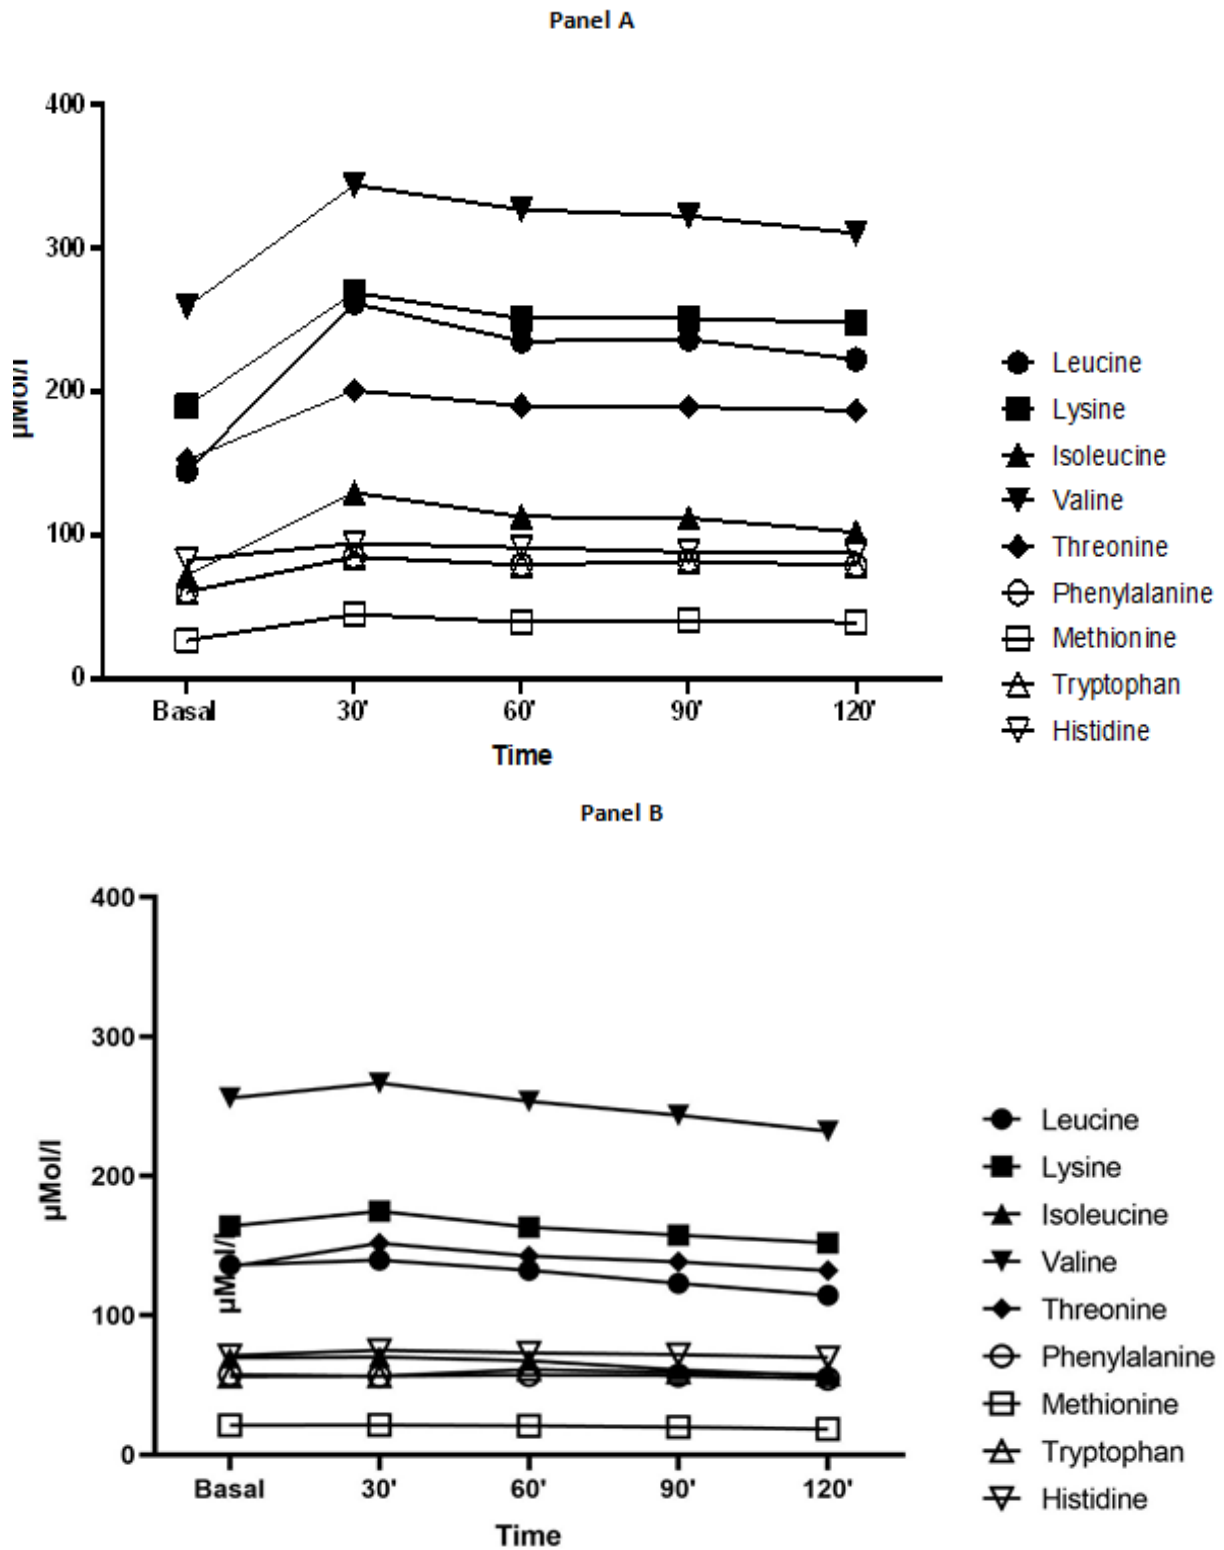 Panel A
400
300
200
100
0
µMol/l
Basal 30' 60' 90' 120'
Time
Leucine
Lysine
Isoleucine
Valine
Threonine
Phenylalanine
Methionine
Tryptophan
Histidine
Panel B
400
300
200
100
0
µMol/l
µMol/l
Basal 30' 60' 90' 120'
Time
Leucine
Lysine
Isoleucine
Valine
Threonine
Phenylalanine
Methionine
Tryptophan
Histidine